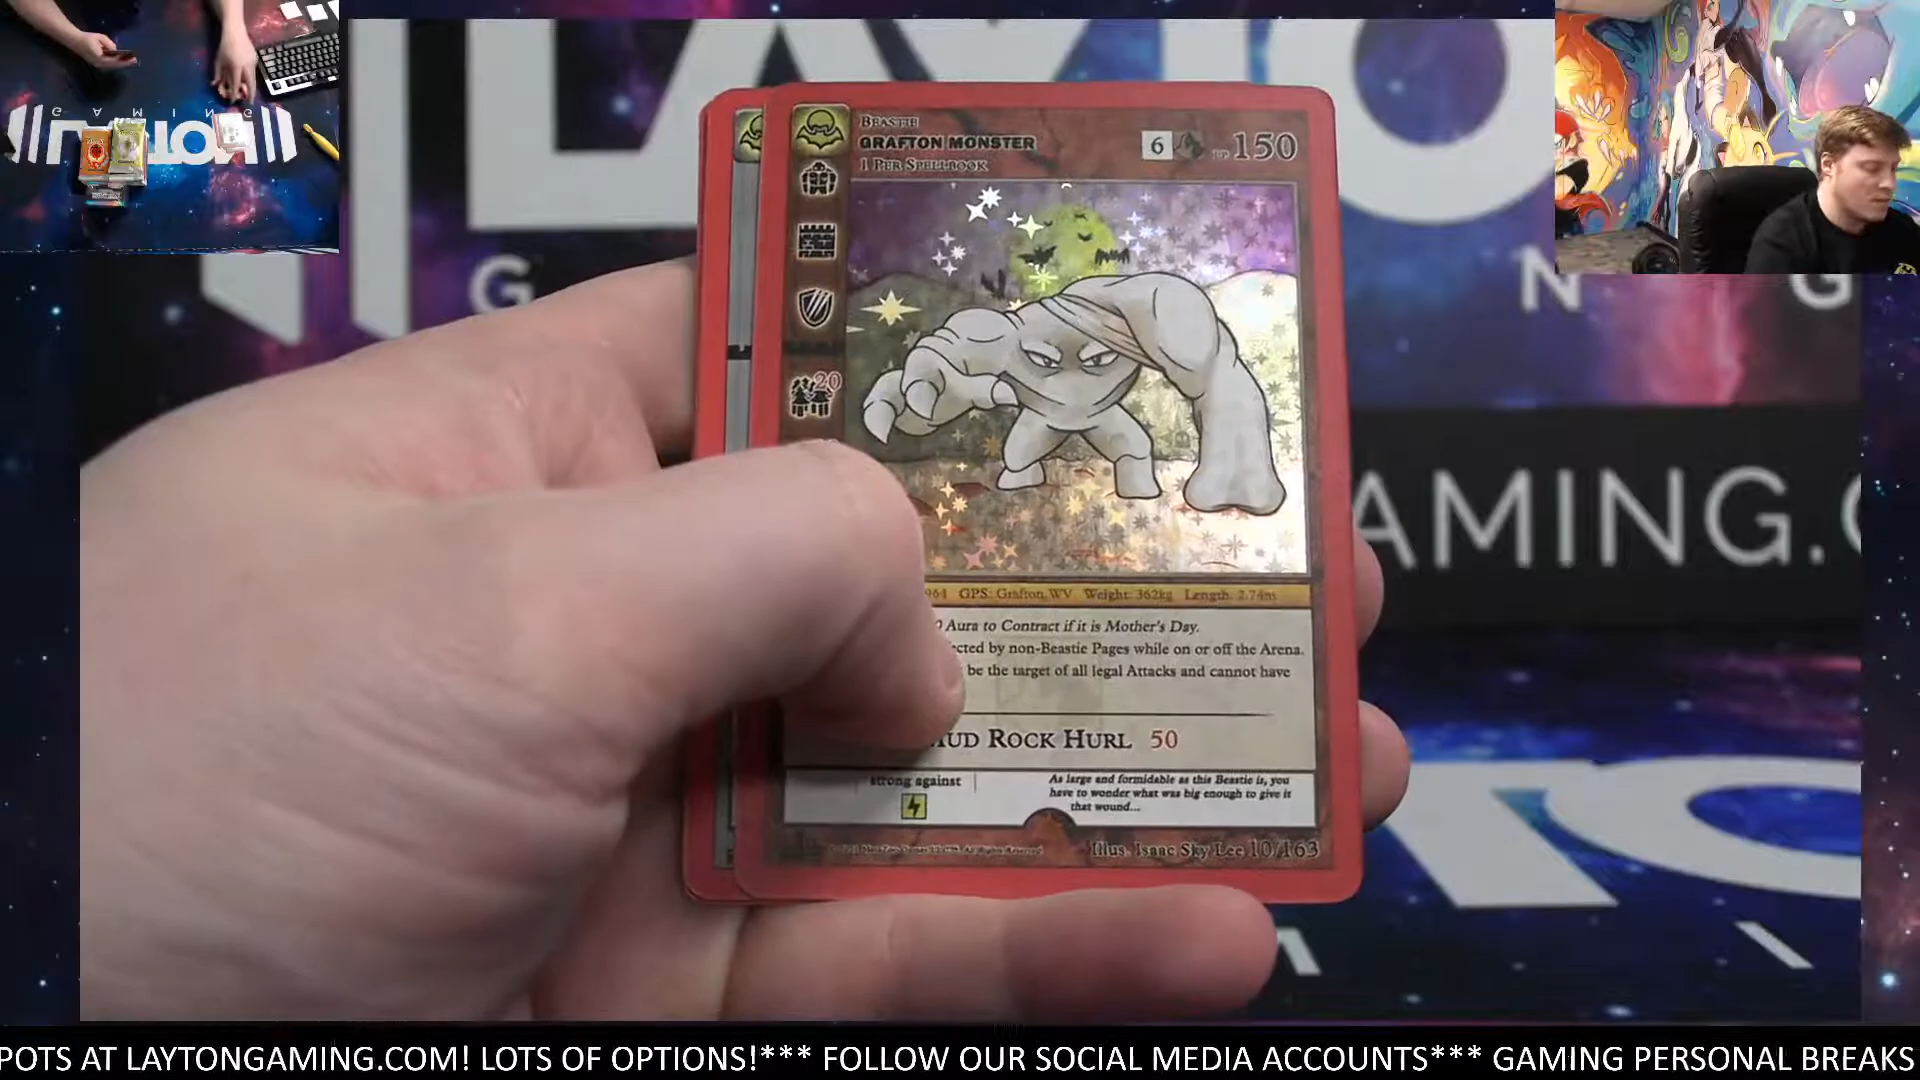 GAMING
BEASTIE
GRAFTON MONSTER
1 PER SPELLBOOK
6
LP 150
20
G
N G
964 GPS: Grafton, WV Weight: 362kg Length: 2.74m
Aura to Contract if it is Mother's Day.
by non-Beastie Pages while on or off the Arena.
be the target of all legal Attacks and cannot have
ROCK HURL 50
strong against
As large and formidable as this Beastie is, you
have to wonder what was big enough to give it
that wound...
Illus. Isaac Sky Lee 10/163
AMING.
POTS AT LAYTONGAMING.COM! LOTS OF OPTIONS!*** FOLLOW OUR SOCIAL MEDIA ACCOUNTS*** GAMING PERSONAL BREAKS